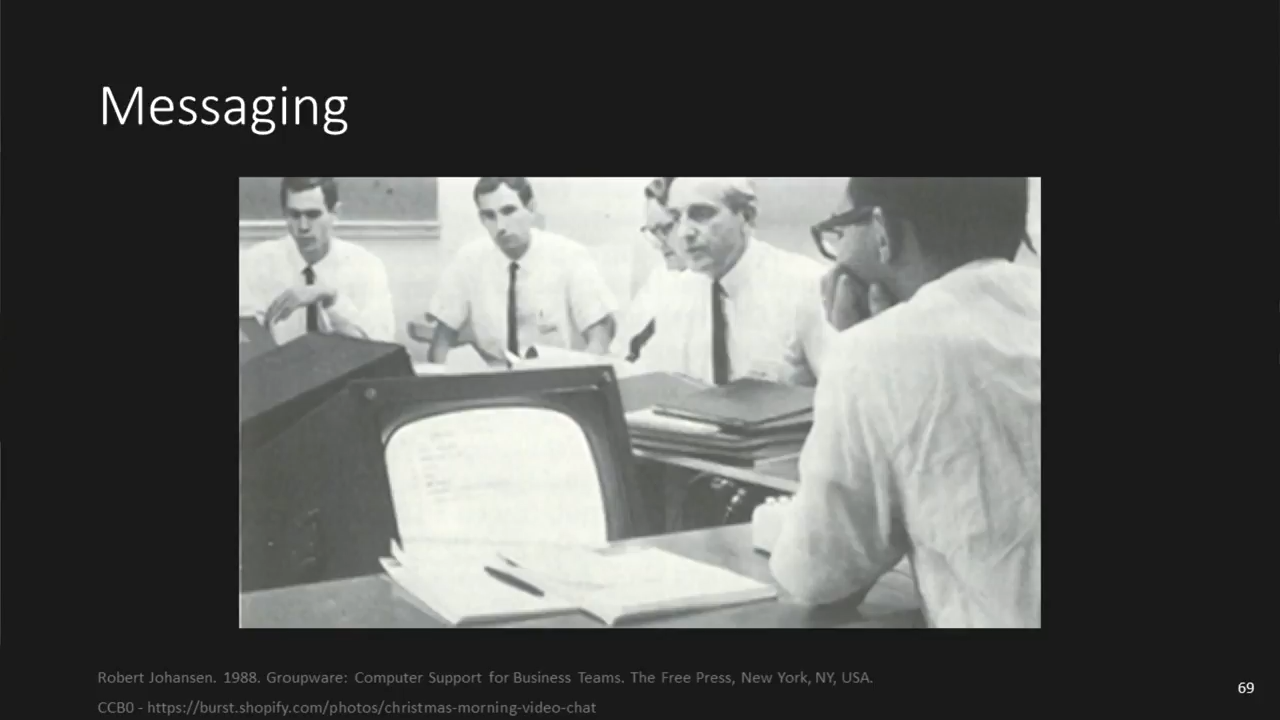 Messaging
Robert Johansen. 1988. Groupware: Computer Support for Business Teams. The Free Press, New York, NY, USA.
CCB0 - https://burst.shopify.com/photos/christmas-morning-video-chat
69